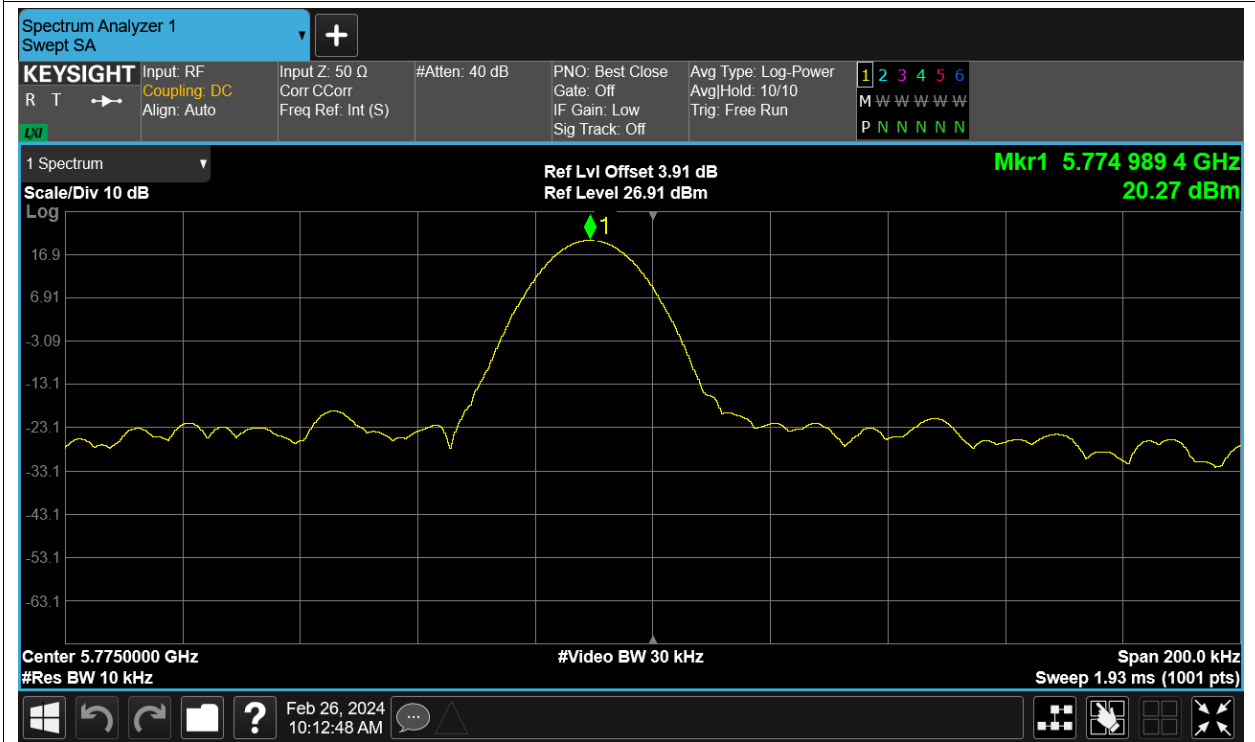 Spectrum Analyzer 1
Swept SA
+
KEYSIGHT Input: RF Input Z: 50 Ω #Atten: 40 dB PNO: Best Close Avg Type: Log-Power 1 2 3 4 5 6
R T Coupling: DC Corr CCorr Gate: Off Avg|Hold: 10/10 M W W W W W
Align: Auto Freq Ref: Int (S) IF Gain: Low Trig: Free Run
LXI Sig Track: Off P N N N N N
1 Spectrum
Ref Lvl Offset 3.91 dB
Mkr1 5.774 989 4 GHz
Scale/Div 10 dB Ref Level 26.91 dBm 20.27 dBm
Log
1
16.9
6.91
-3.09
-13.1
-23.1
-33.1
-43.1
-53.1
-63.1
Center 5.7750000 GHz #Video BW 30 kHz Span 200.0 kHz
#Res BW 10 kHz Sweep 1.93 ms (1001 pts)
? Feb 26, 2024
10:12:48 AM